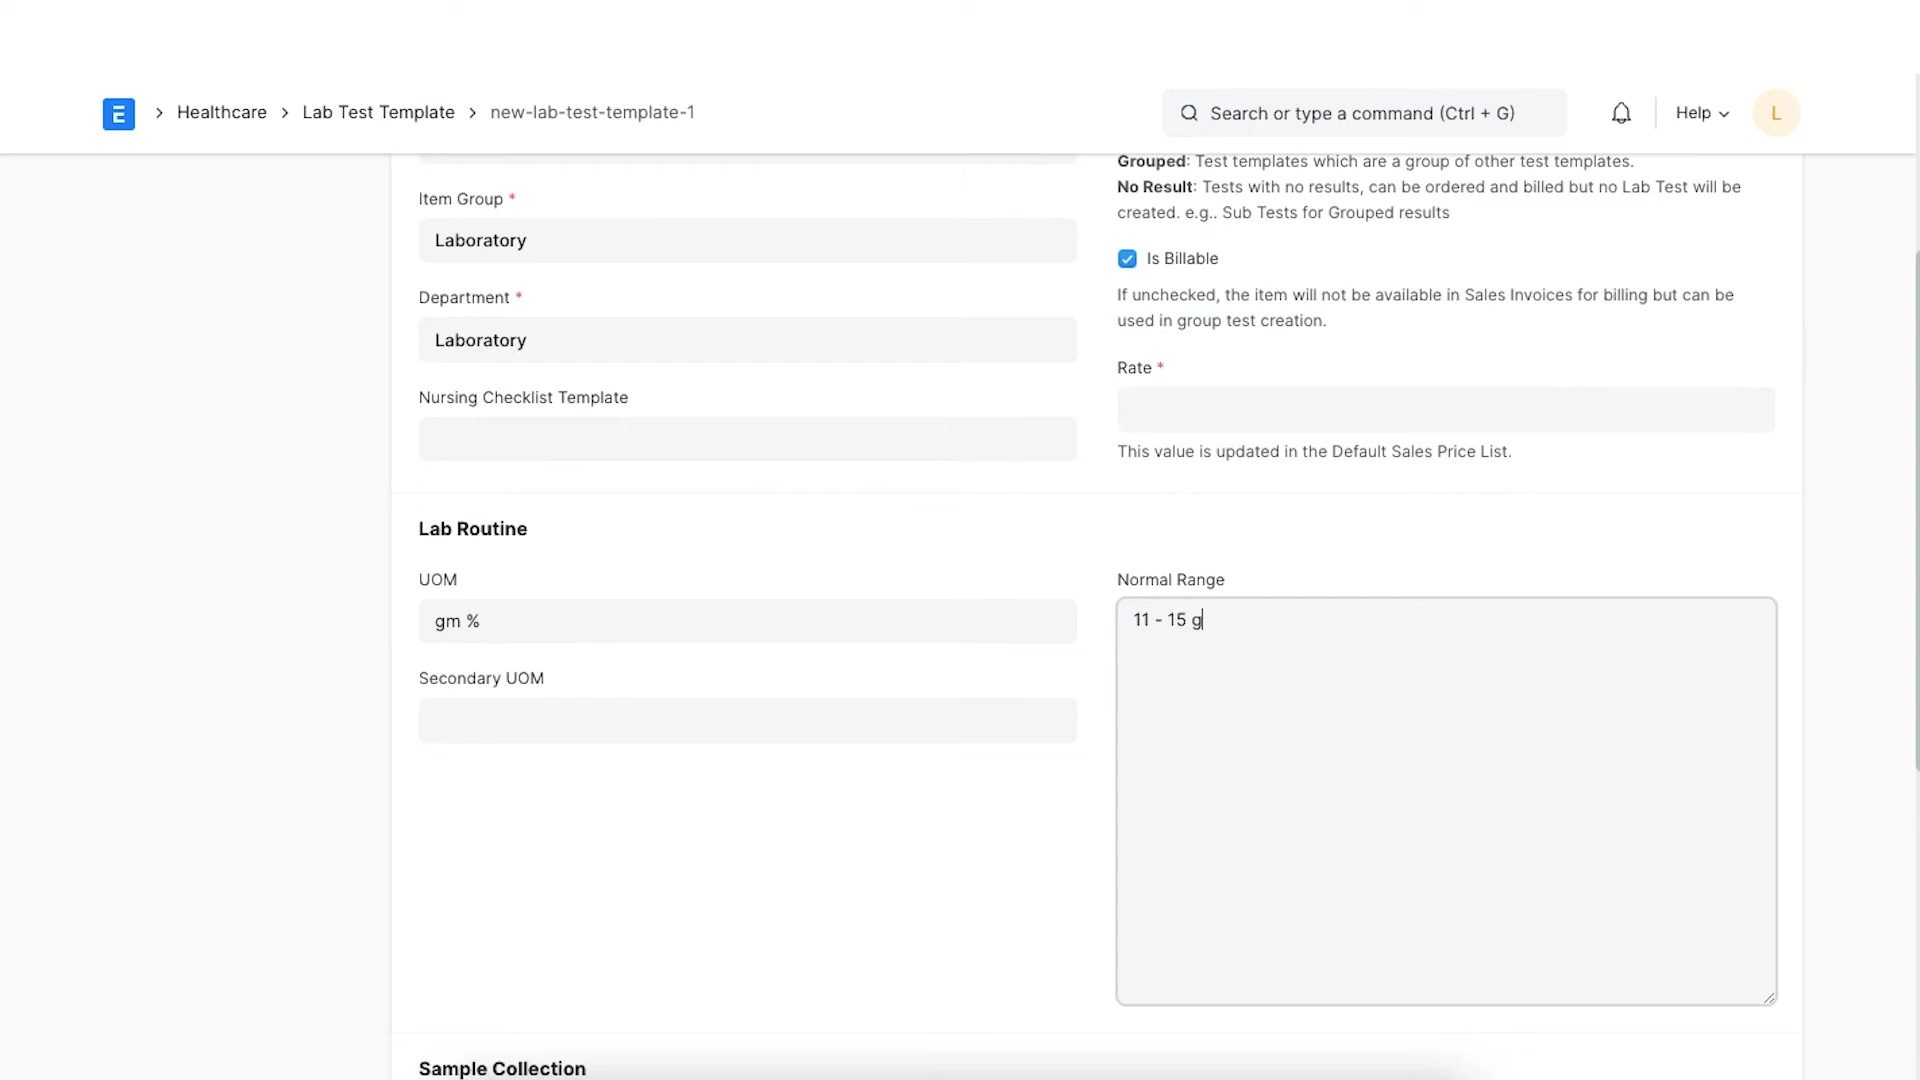 E
Healthcare
Lab Test Template
new-lab-test-template-1
Search or type a command (Ctrl + G)
Help
L
Item Group *
Laboratory
Department *
Laboratory
Nursing Checklist Template
Grouped: Test templates which are a group of other test templates.
No Result: Tests with no results, can be ordered and billed but no Lab Test will be
created. e.g.. Sub Tests for Grouped results
Is Billable
If unchecked, the item will not be available in Sales Invoices for billing but can be
used in group test creation.
Rate *
This value is updated in the Default Sales Price List.
Lab Routine
UOM
gm %
Secondary UOM
Normal Range
11 - 15 g
Sample Collection